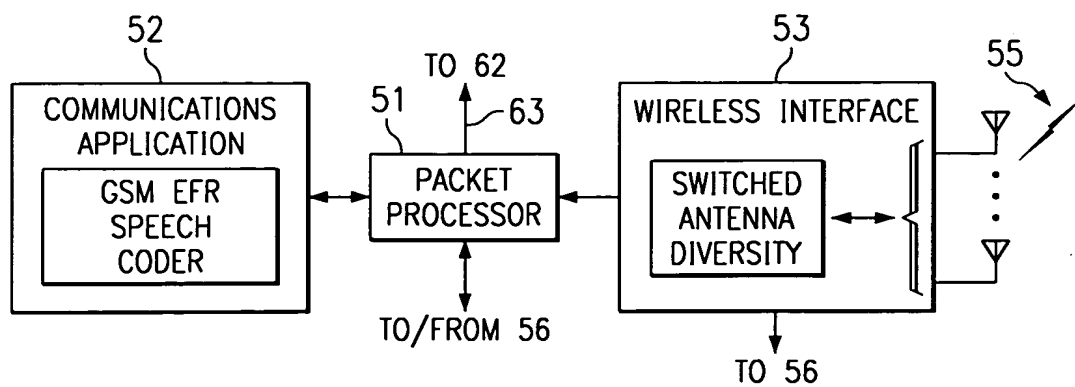 52
COMMUNICATIONS
APPLICATION
GSM EFR
SPEECH
CODER
TO 62
51
63
PACKET
PROCESSOR
TO/FROM 56
53
WIRELESS INTERFACE
SWITCHED
ANTENNA
DIVERSITY
TO 56
55